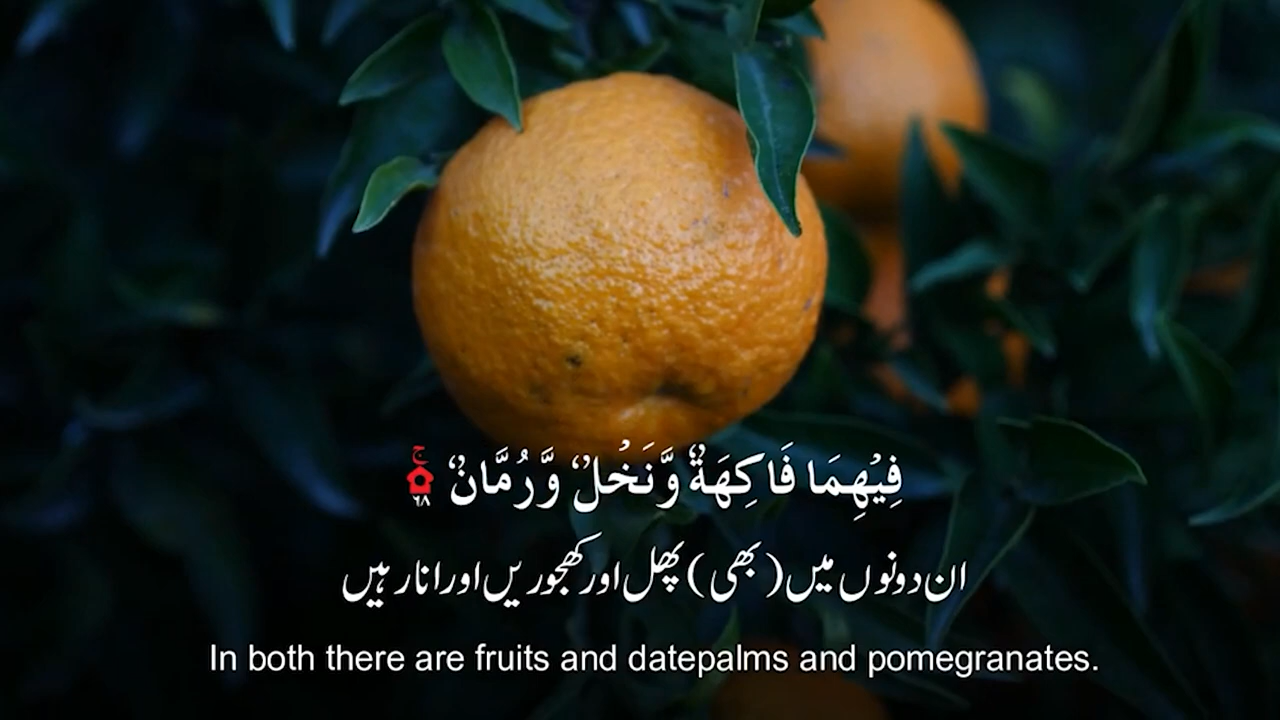 فِيْهِمَا فَاكِهَةٌ وَّنَخْلٌ وَّرُمَّانٌ ۚ ۶۸
ان دونوں میں (بھی) پھل اور کھجوریں اور انار ہیں
In both there are fruits and datepalms and pomegranates.